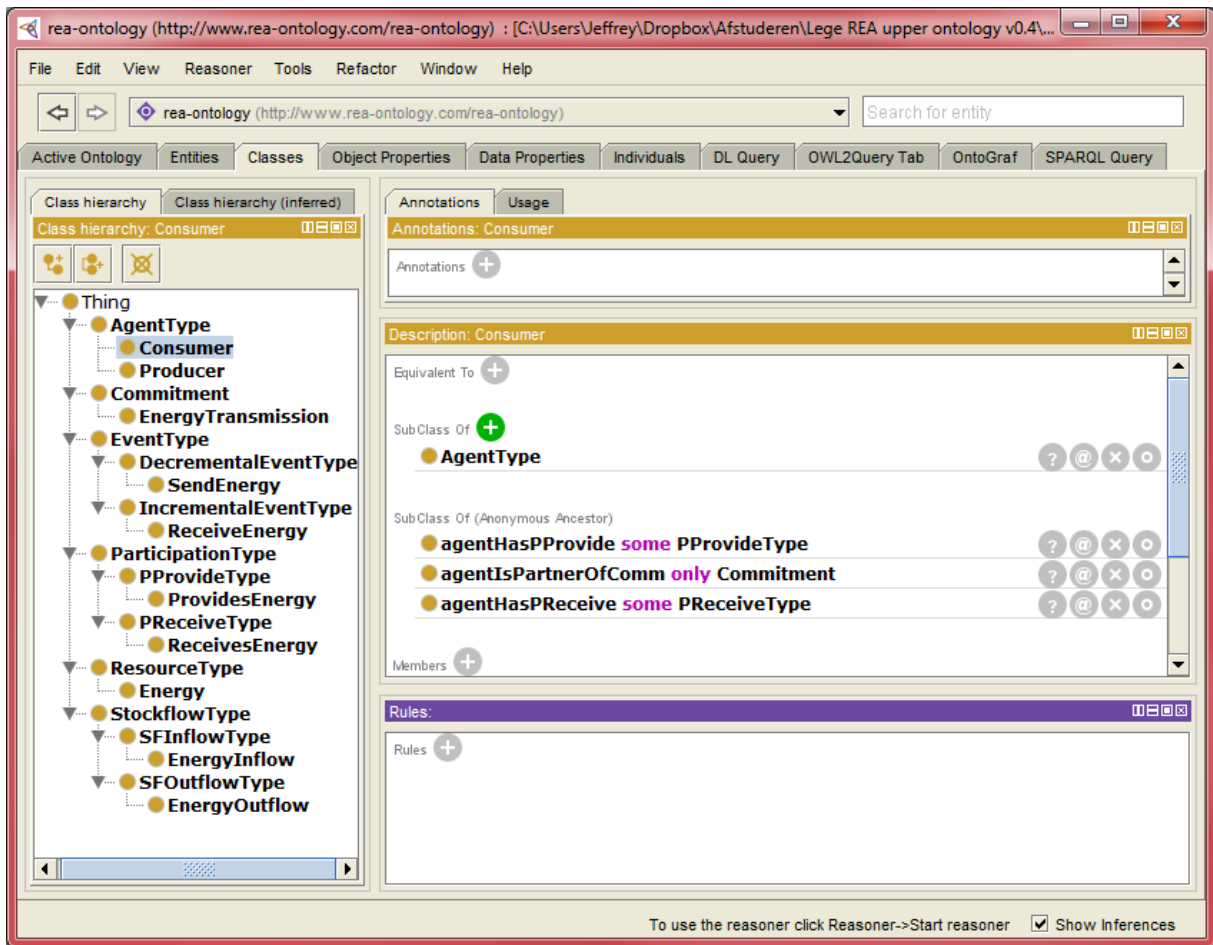 rea-ontology (http://www.rea-ontology.com/rea-ontology) : [C:\Users\Jeffrey\Dropbox\Afstuderen\Lege REA upper ontology v0.4\...
File Edit View Reasoner Tools Refactor Window Help
rea-ontology (http://www.rea-ontology.com/rea-ontology)
Search for entity
Active Ontology Entities Classes Object Properties Data Properties Individuals DL Query OWL2Query Tab OntoGraf SPARQL Query
Class hierarchy Class hierarchy (inferred)
Class hierarchy: Consumer
Thing
AgentType
Consumer
Producer
Commitment
EnergyTransmission
EventType
DecrementalEventType
SendEnergy
IncrementalEventType
ReceiveEnergy
ParticipationType
PProvideType
ProvidesEnergy
PReceiveType
ReceivesEnergy
ResourceType
Energy
StockflowType
SFInflowType
EnergyInflow
SFOutflowType
EnergyOutflow
Annotations Usage
Annotations: Consumer
Annotations
Description: Consumer
Equivalent To
SubClass Of
AgentType
SubClass Of (Anonymous Ancestor)
agentHasPProvide some PProvideType
agentIsPartnerOfComm only Commitment
agentHasPReceive some PReceiveType
Members
Rules:
Rules
To use the reasoner click Reasoner->Start reasoner Show Inferences